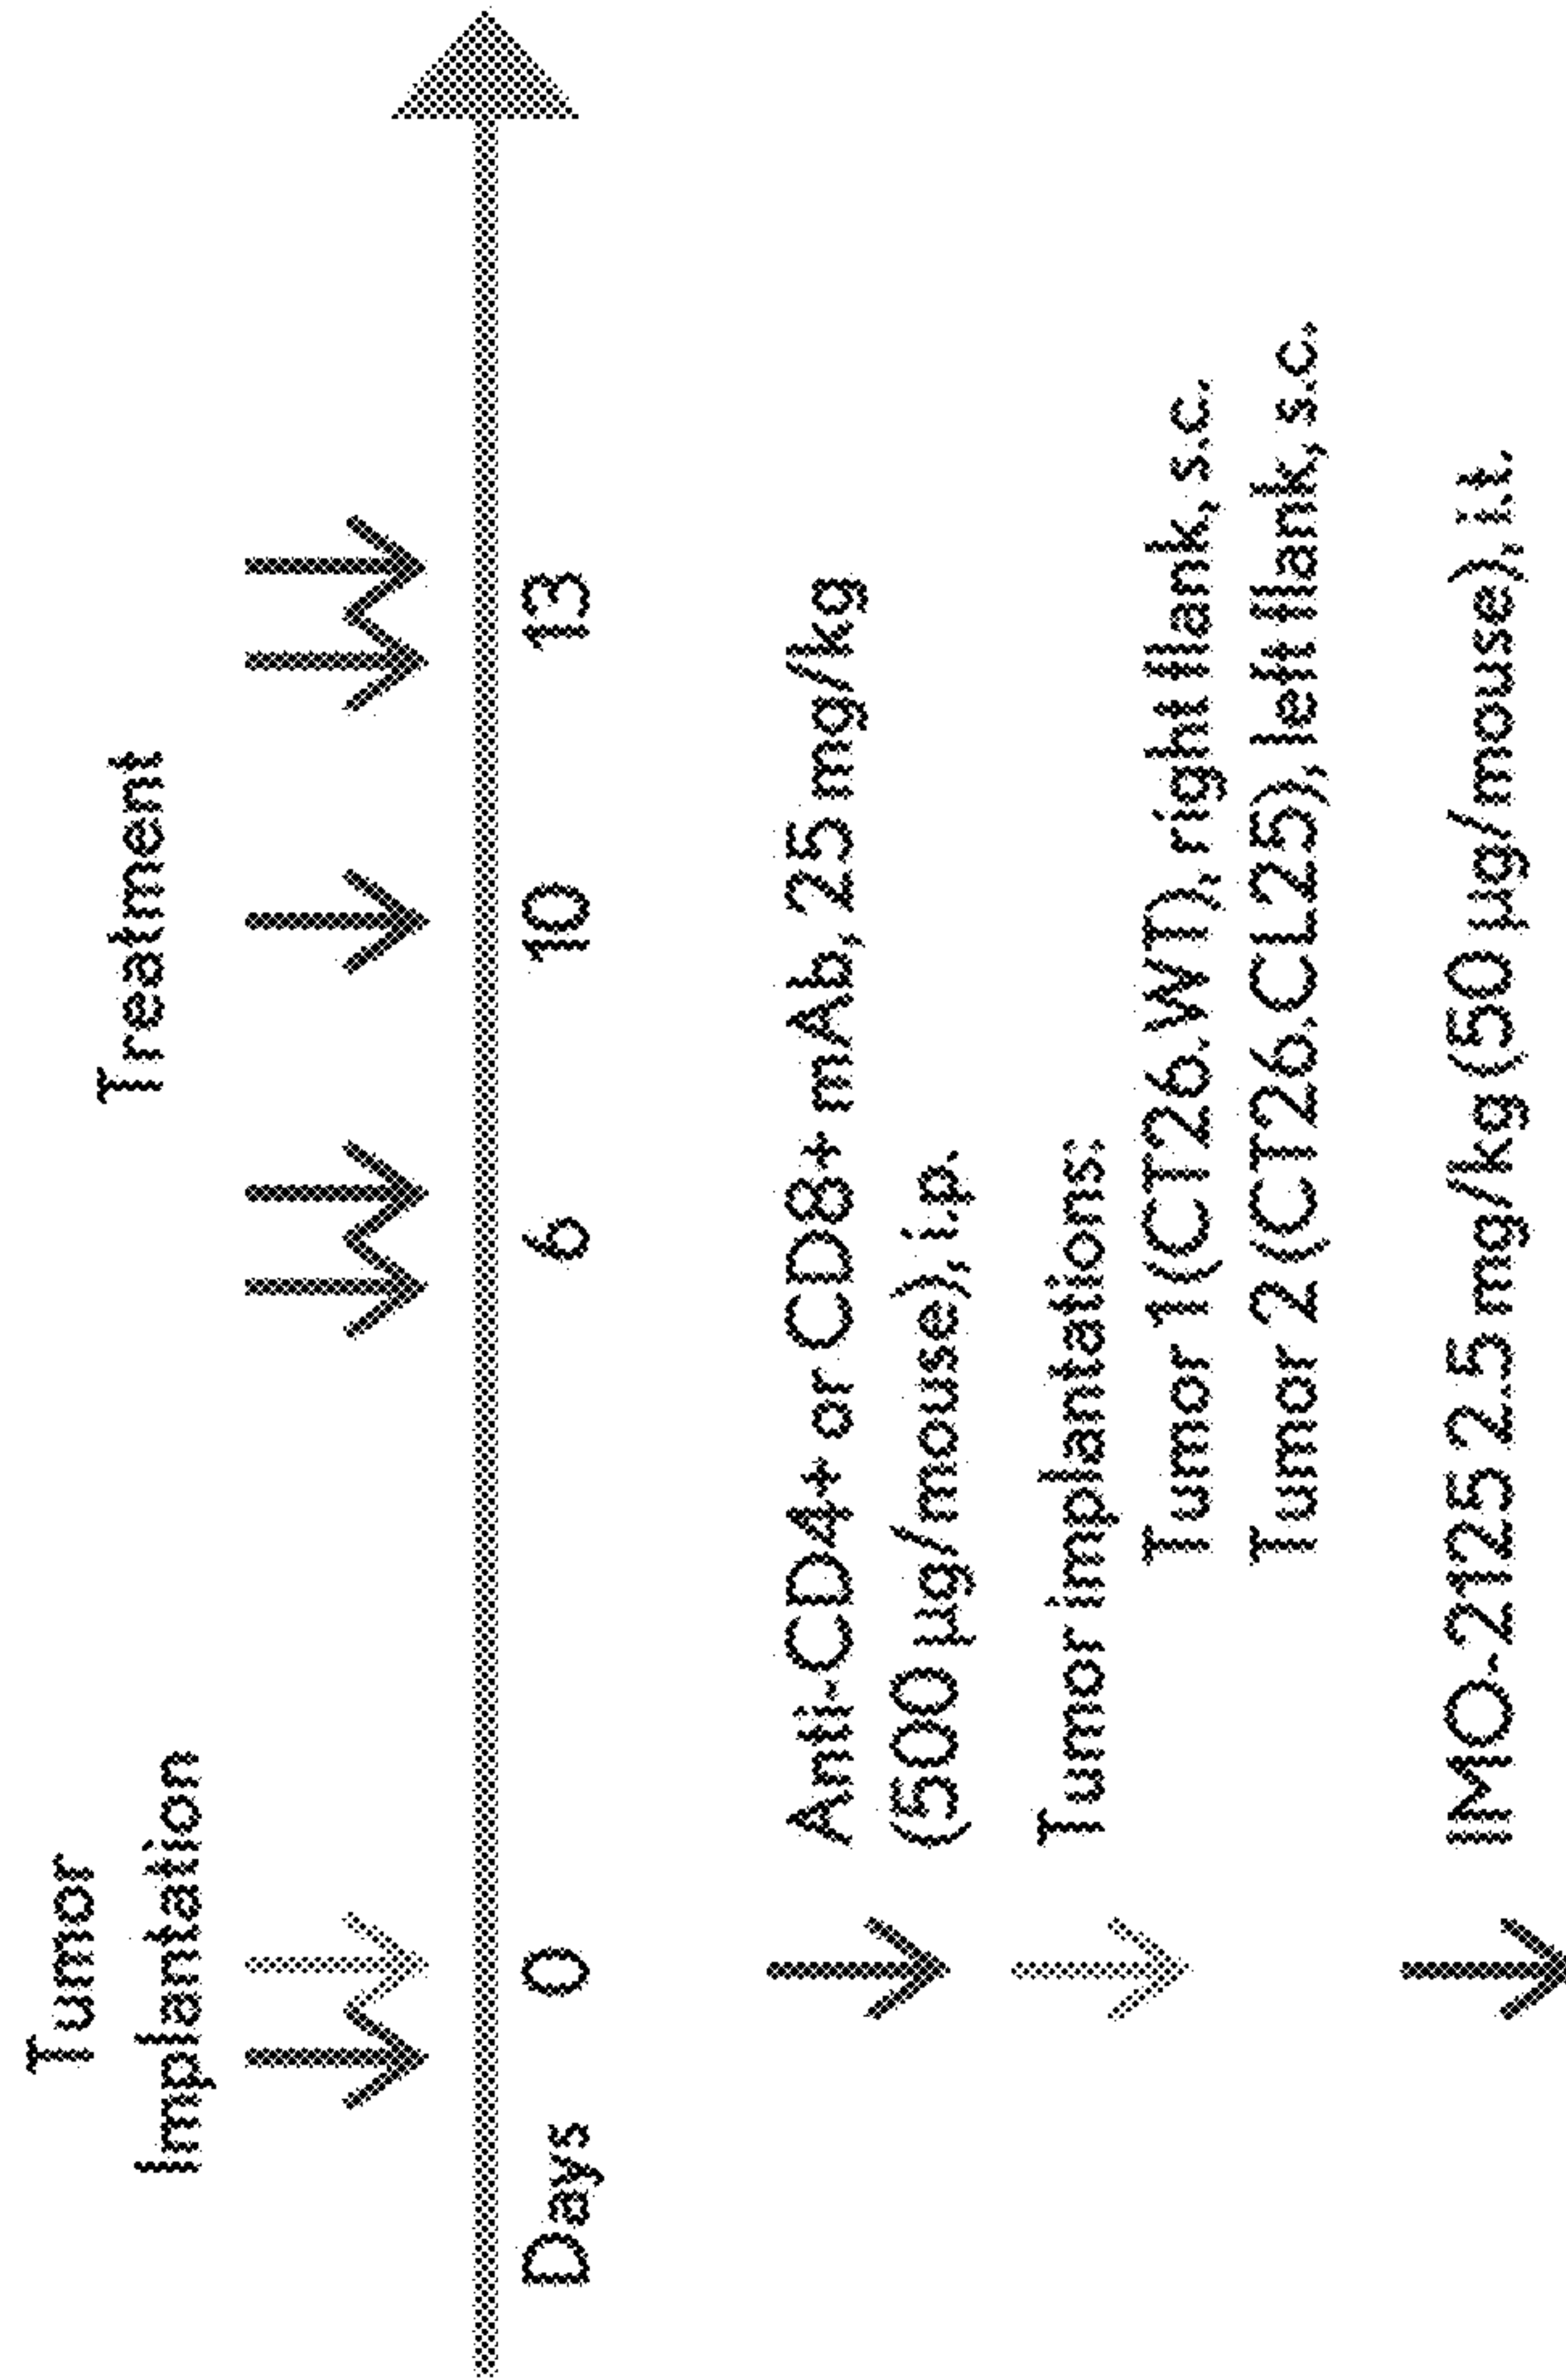 Tumor
Implantation
Treatment
Days 0 6 10 13
Anti-CD4+ or CD8+ mAb, 25 mg/kg
(500 µg/mouse), i.p.
Tumor implantations:
Tumor 1(CT26.WT), right flank, s.c.
Tumor 2 (CT26.CL25), left flank, s.c.
IMO-2125 2.5 mg/kg (50 µg/mouse), i.t.